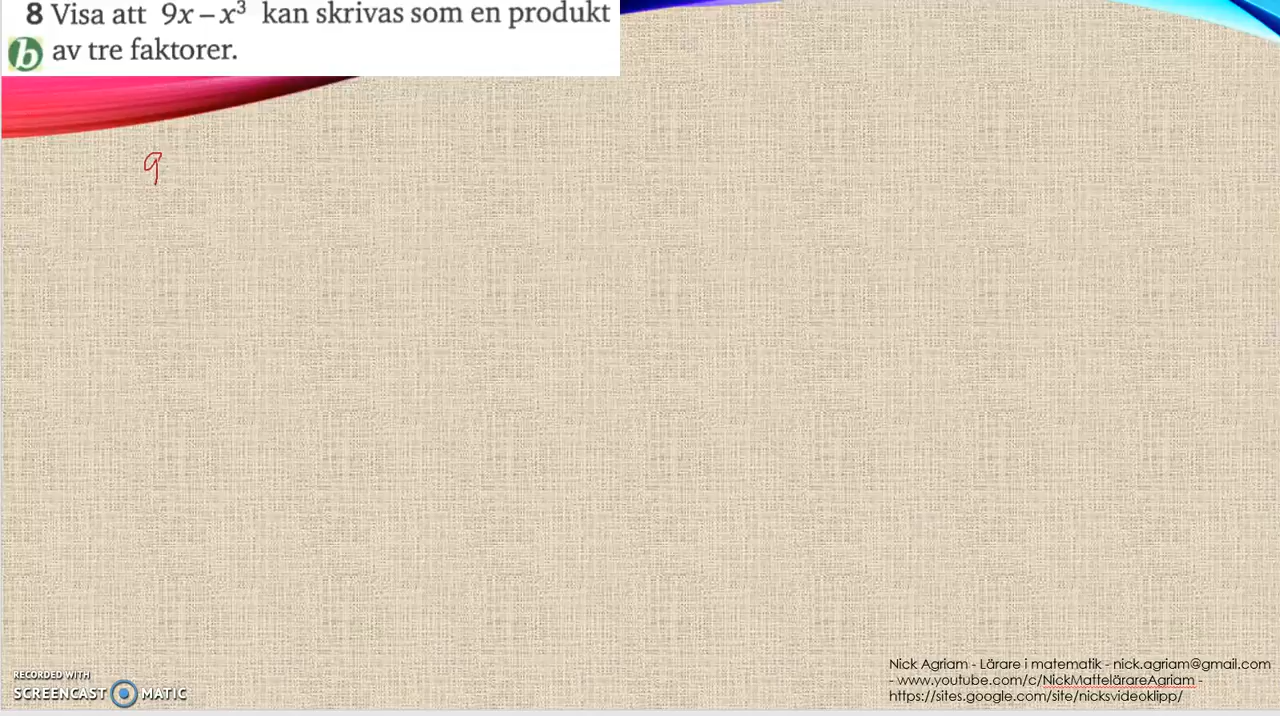 8 Visa att 9x – x³ kan skrivas som en produkt
b av tre faktorer.
9
RECORDED WITH
SCREENCAST MATIC
Nick Agriam - Lärare i matematik - nick.agriam@gmail.com
- www.youtube.com/c/NickMattelärareAgriam -
https://sites.google.com/site/nicksvideoklipp/